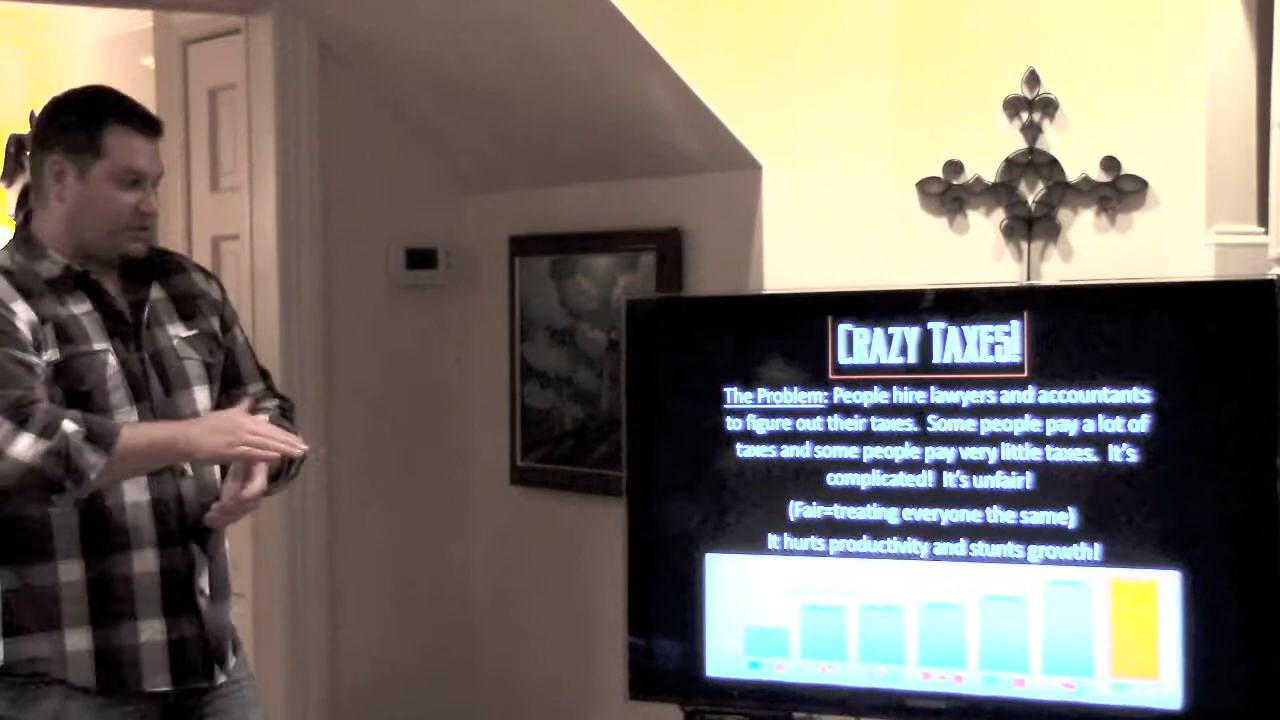 CRAZY TAXES!
The Problem: People hire lawyers and accountants
to figure out their taxes.  Some people pay a lot of
taxes and some people pay very little taxes.  It's
complicated!  It's unfair!
(Fair=treating everyone the same)
It hurts productivity and stunts growth!